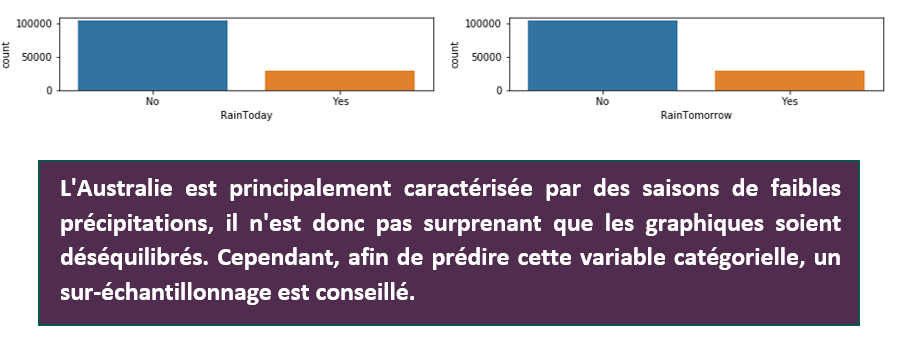 100000
50000
0
count
No
Yes
RainToday
100000
50000
0
count
No
Yes
RainTomorrow
L'Australie est principalement caractérisée par des saisons de faibles
précipitations, il n'est donc pas surprenant que les graphiques soient
déséquilibrés. Cependant, afin de prédire cette variable catégorielle, un
sur-échantillonnage est conseillé.